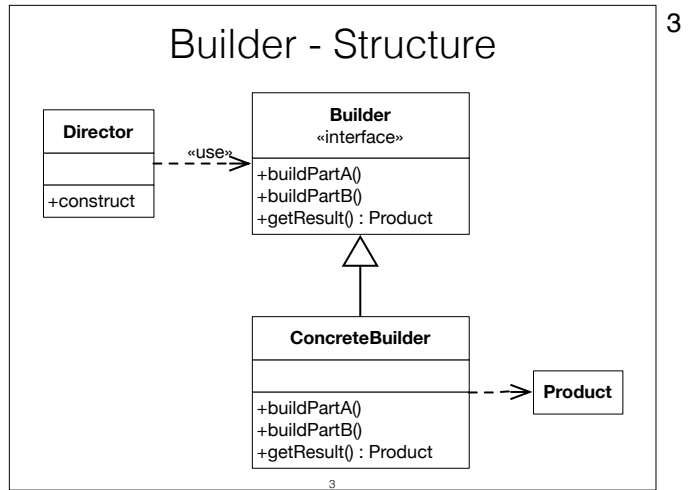 3
Builder - Structure
Director
+construct
«use»
Builder
«interface»
+buildPartA()
+buildPartB()
+getResult() : Product
ConcreteBuilder
+buildPartA()
+buildPartB()
+getResult() : Product
Product
3